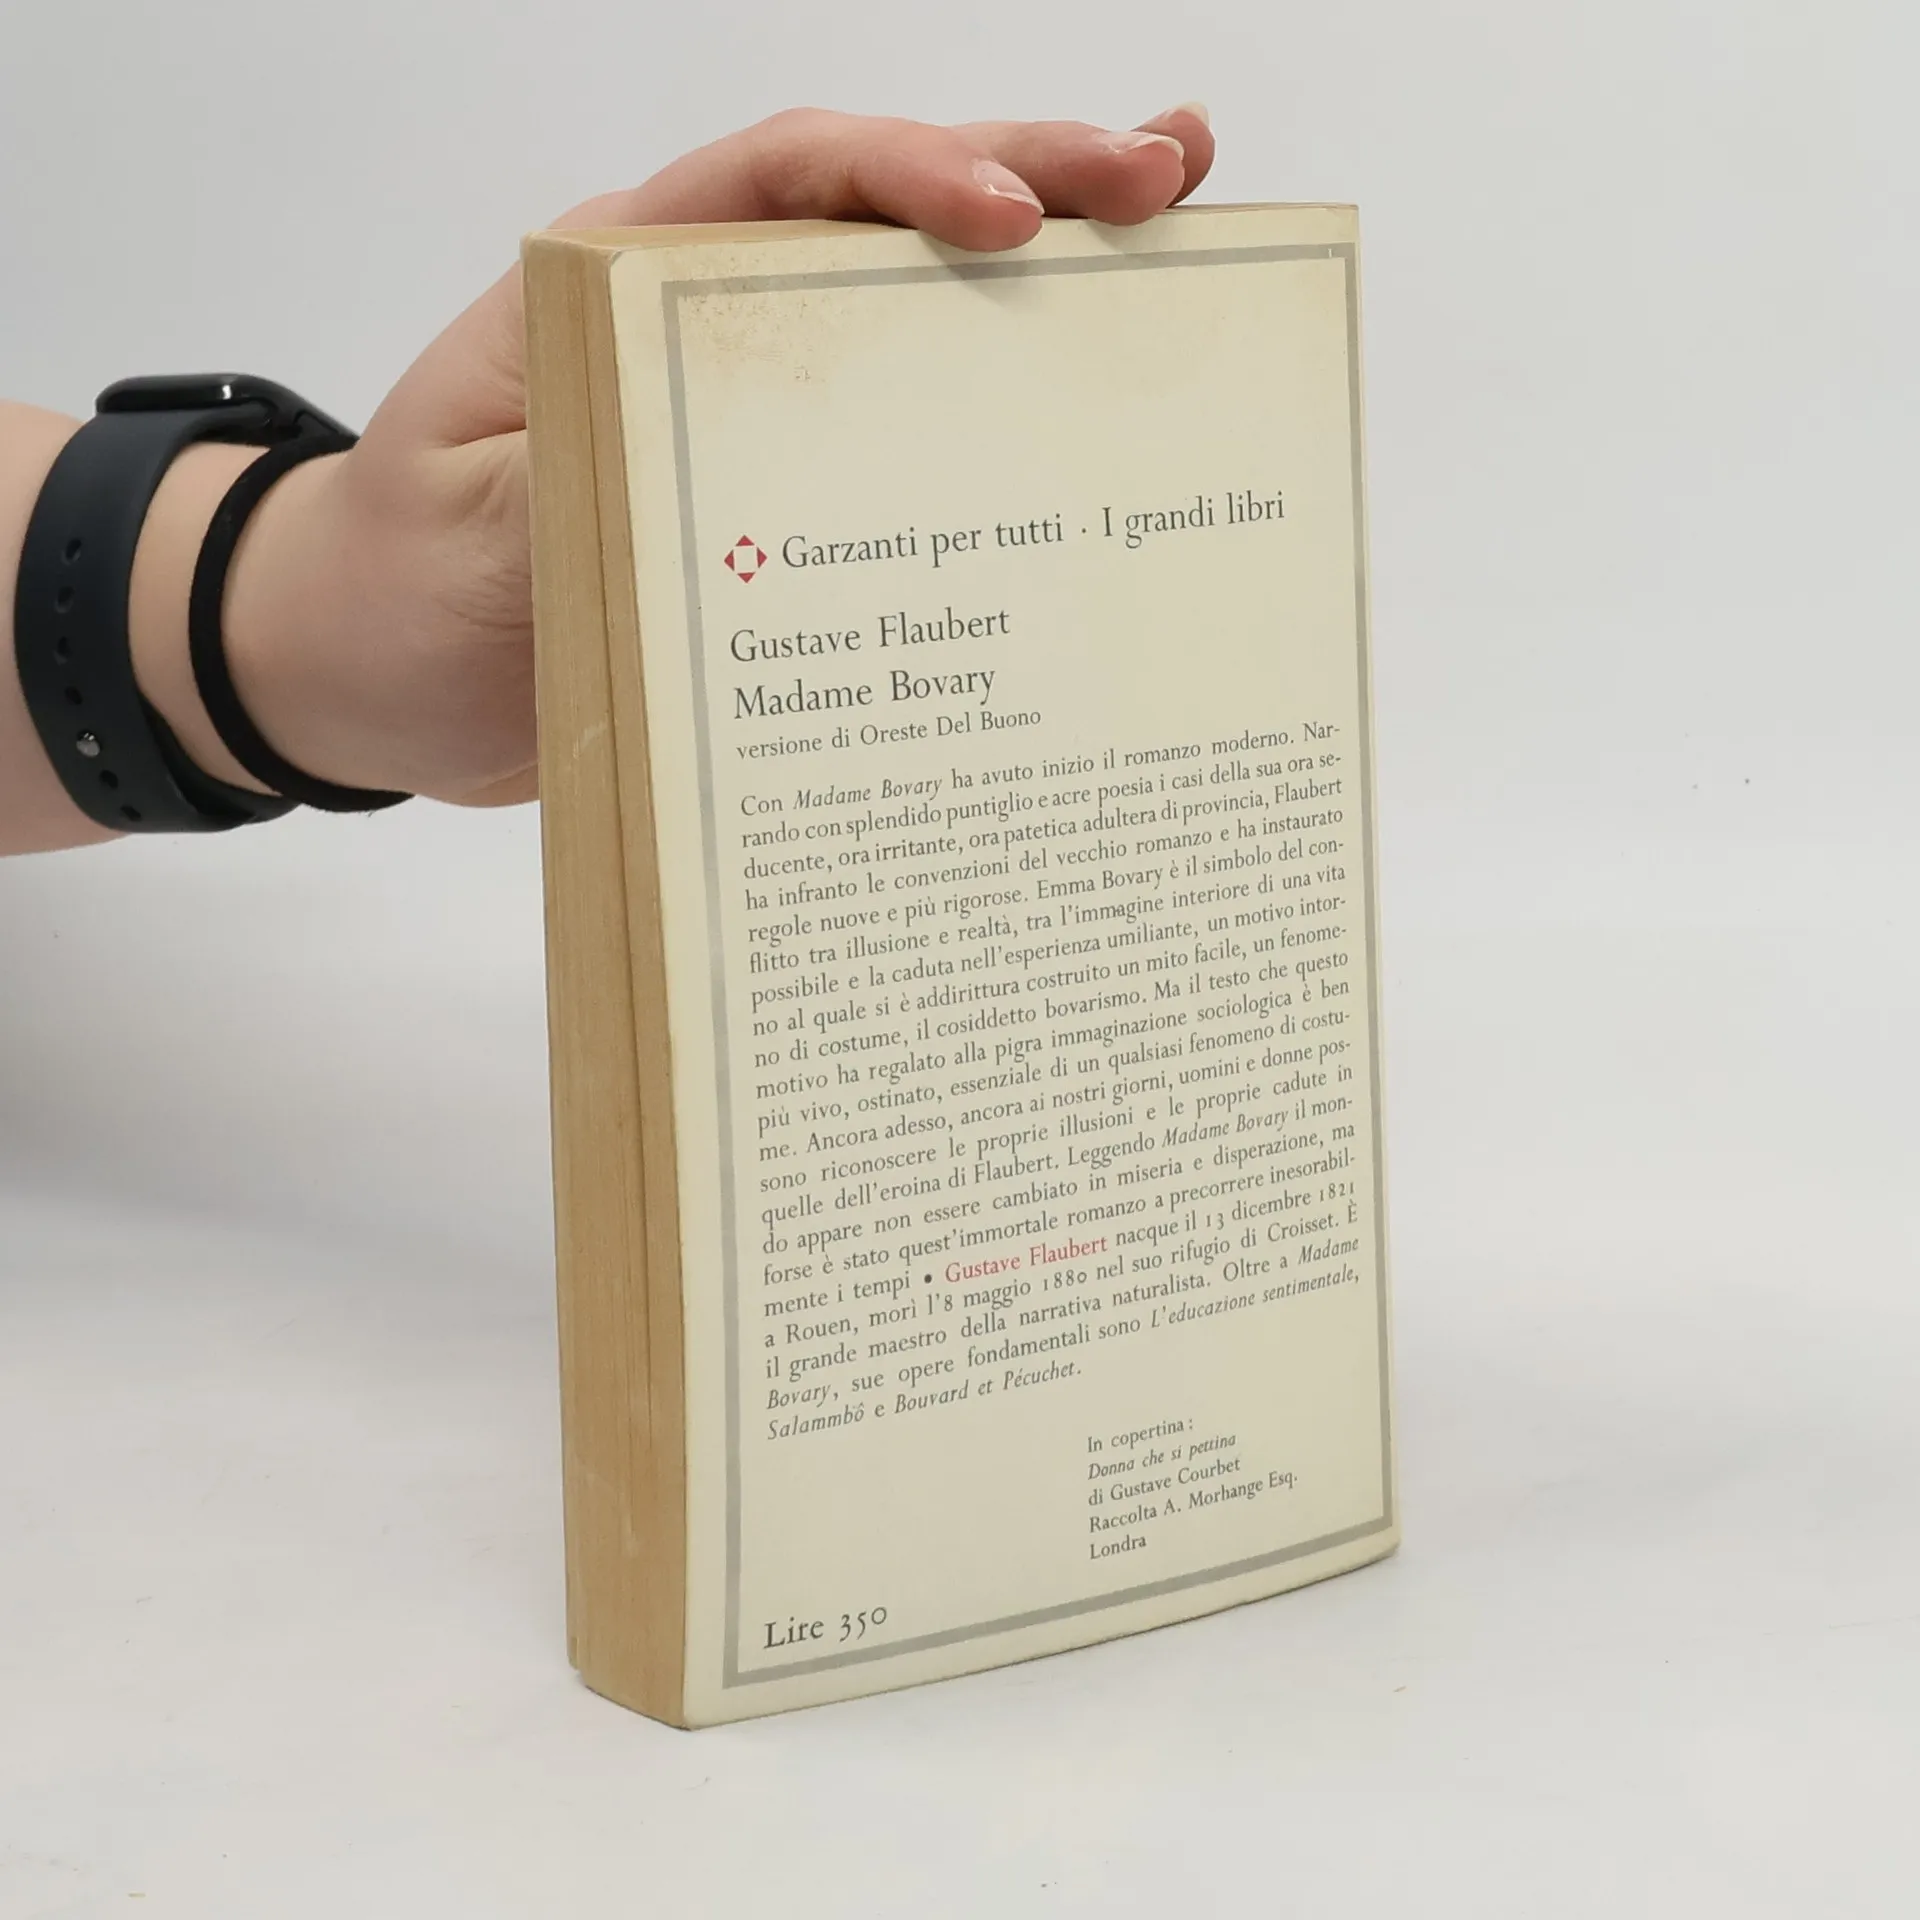 Garzanti per tutti · I grandi libri
Gustave Flaubert
Madame Bovary
versione di Oreste Del Buono
Con Madame Bovary ha avuto inizio il romanzo moderno. Nar-
rando con splendido puntiglio e acre poesia i casi della sua ora se-
ducente, ora irritante, ora patetica adultera di provincia, Flaubert
ha infranto le convenzioni del vecchio romanzo e ha instaurato
regole nuove e più rigorose. Emma Bovary è il simbolo del con-
flitto tra illusione e realtà, tra l'immagine interiore di una vita
possibile e la caduta nell'esperienza umiliante, un motivo intor-
no al quale si è addirittura costruito un mito facile, un fenome-
no di costume, il cosiddetto bovarismo. Ma il testo che questo
motivo ha regalato alla pigra immaginazione sociologica è ben
più vivo, ostinato, essenziale di un qualsiasi fenomeno di costu-
me. Ancora adesso, ancora ai nostri giorni, uomini e donne pos-
sono riconoscere le proprie illusioni e le proprie cadute in
quelle dell'eroina di Flaubert. Leggendo Madame Bovary il mon-
do appare non essere cambiato in miseria e disperazione, ma
forse è stato quest'immortale romanzo a precorrere inesorabil-
mente i tempi • Gustave Flaubert nacque il 13 dicembre 1821
a Rouen, morì l'8 maggio 1880 nel suo rifugio di Croisset. È
il grande maestro della narrativa naturalista. Oltre a Madame
Bovary, sue opere fondamentali sono L'educazione sentimentale,
Salammbô e Bouvard et Pécuchet.
In copertina:
Donna che si pettina
di Gustave Courbet
Raccolta A. Morhange Esq.
Londra
Lire 350